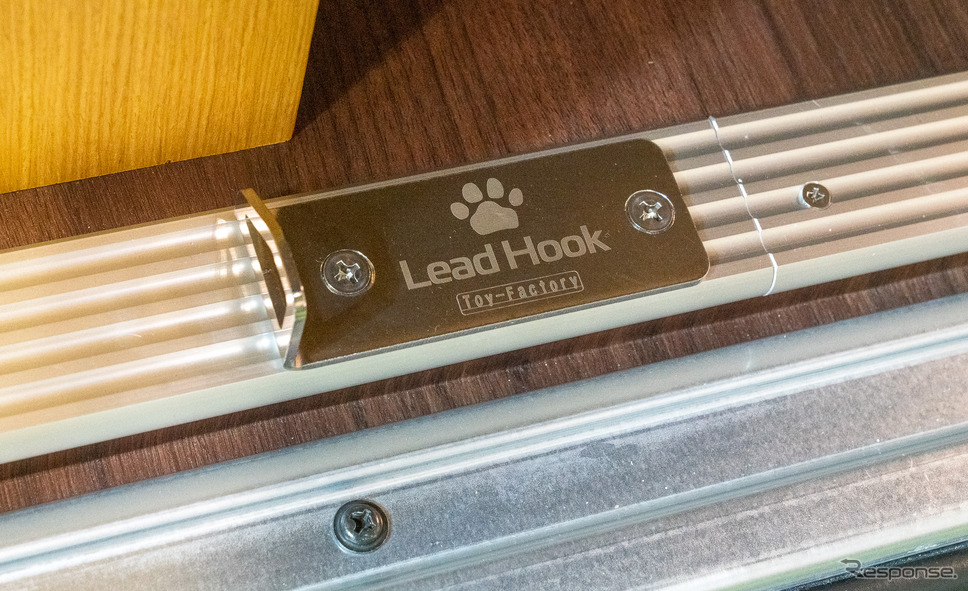 Lead Hook
Toy-Factory
Response.